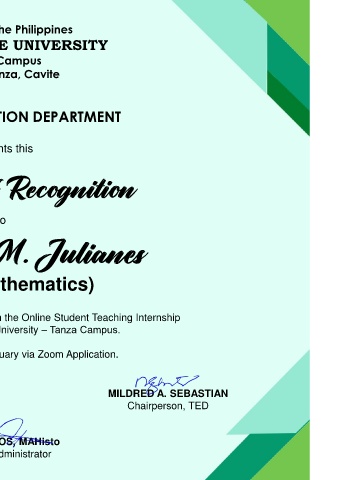 he Philippines
E UNIVERSITY
Campus
nza, Cavite
TION DEPARTMENT
nts this
Recognition
o
M. Julianes
thematics)
n the Online Student Teaching Internship
University – Tanza Campus.
uary via Zoom Application.
MILDRED A. SEBASTIAN
Chairperson, TED
OS, MAHisto
dministrator